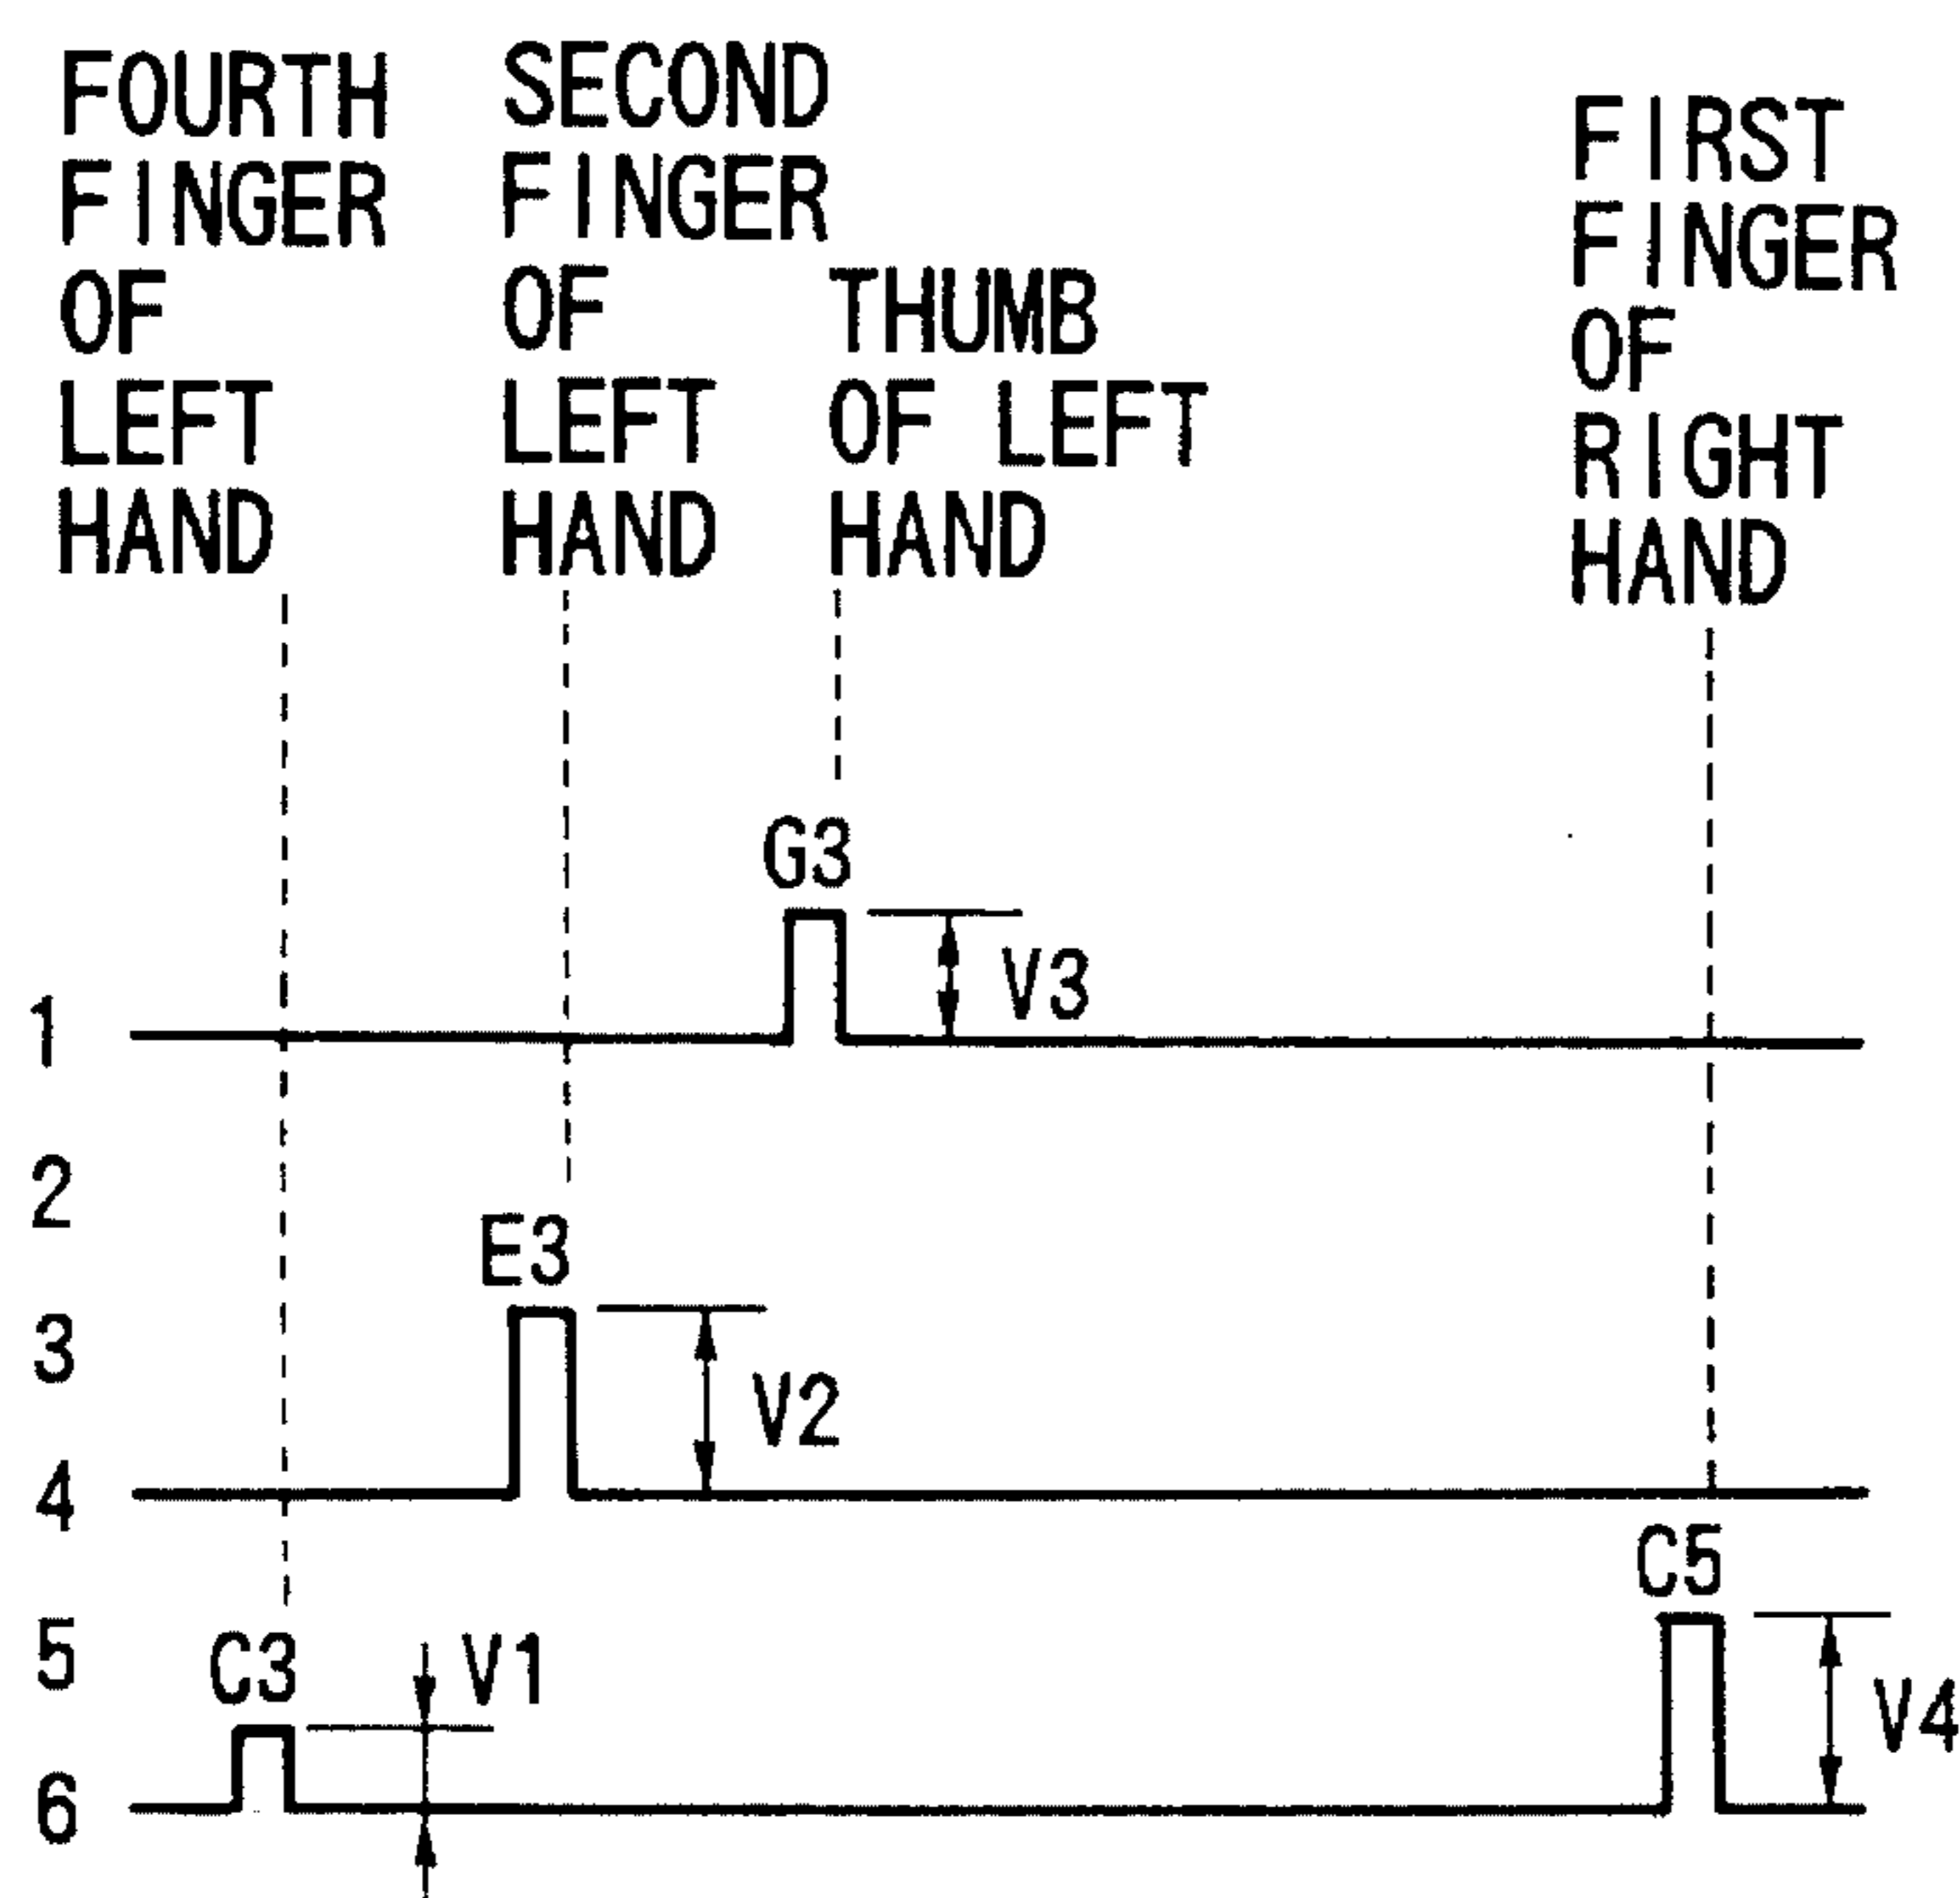 FOURTH
FINGER
OF
LEFT
HAND
SECOND
FINGER
OF
LEFT
HAND
THUMB
OF LEFT
HAND
FIRST
FINGER
OF
RIGHT
HAND
G3
V3
1
2
E3
3
V2
4
C5
5
C3
V1
V4
6